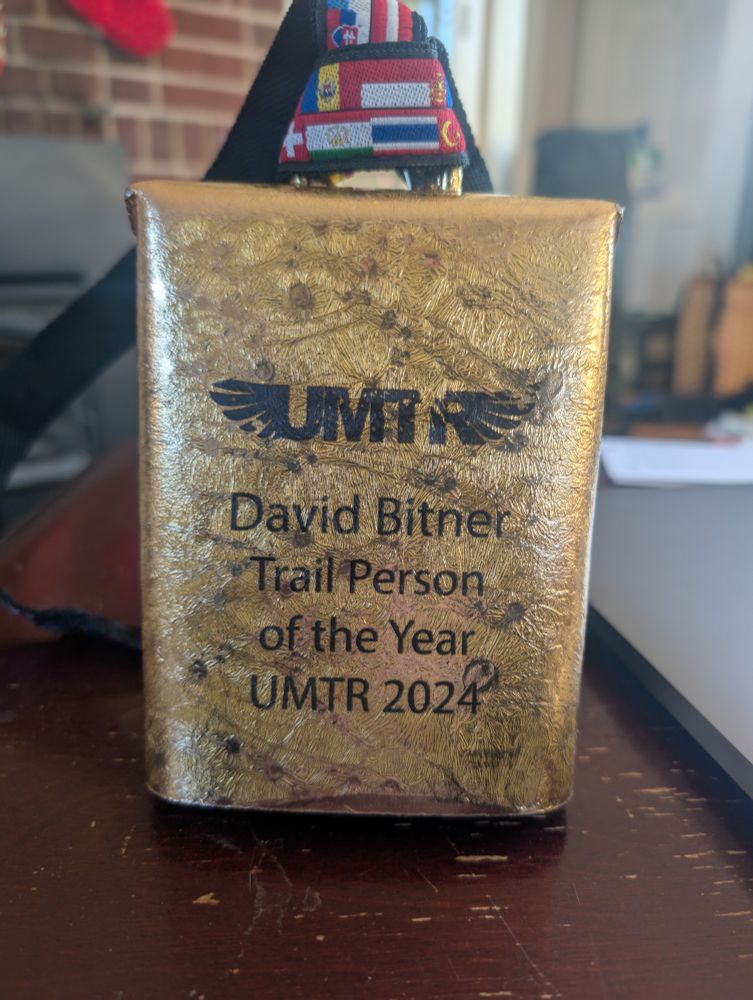 UMTR
David Bitner
Trail Person
of the Year
UMTR 2024